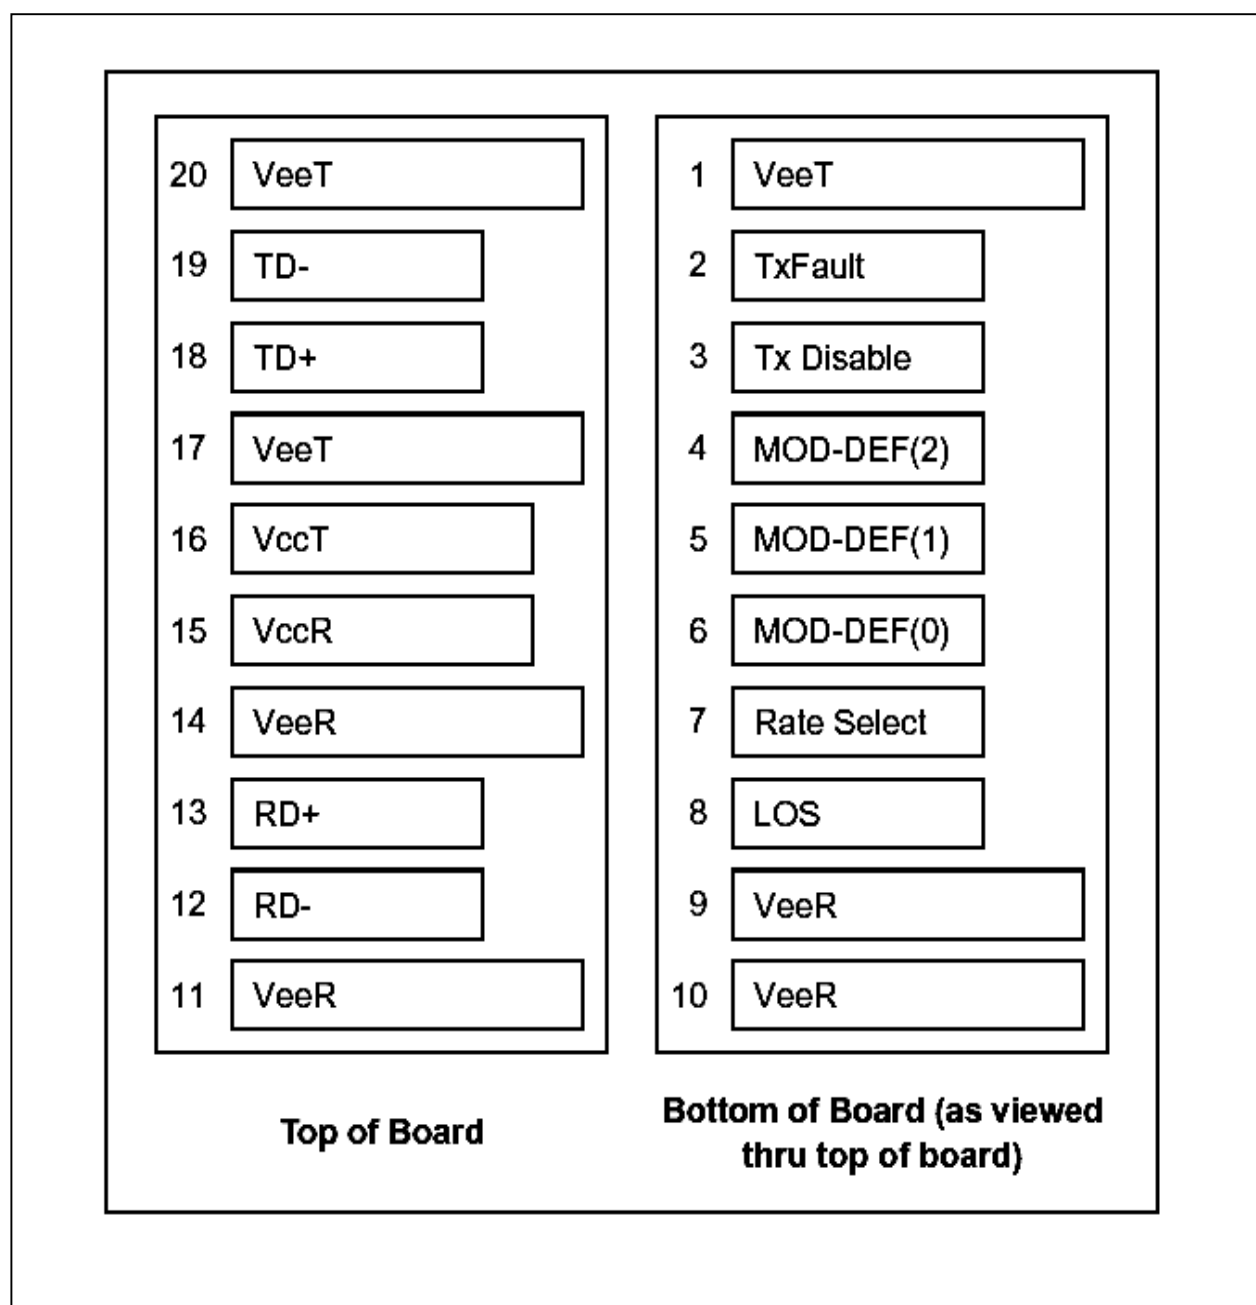 20 VeeT
19 TD-
18 TD+
17 VeeT
16 VccT
15 VccR
14 VeeR
13 RD+
12 RD-
11 VeeR
Top of Board
1 VeeT
2 TxFault
3 Tx Disable
4 MOD-DEF(2)
5 MOD-DEF(1)
6 MOD-DEF(0)
7 Rate Select
8 LOS
9 VeeR
10 VeeR
Bottom of Board (as viewed
thru top of board)